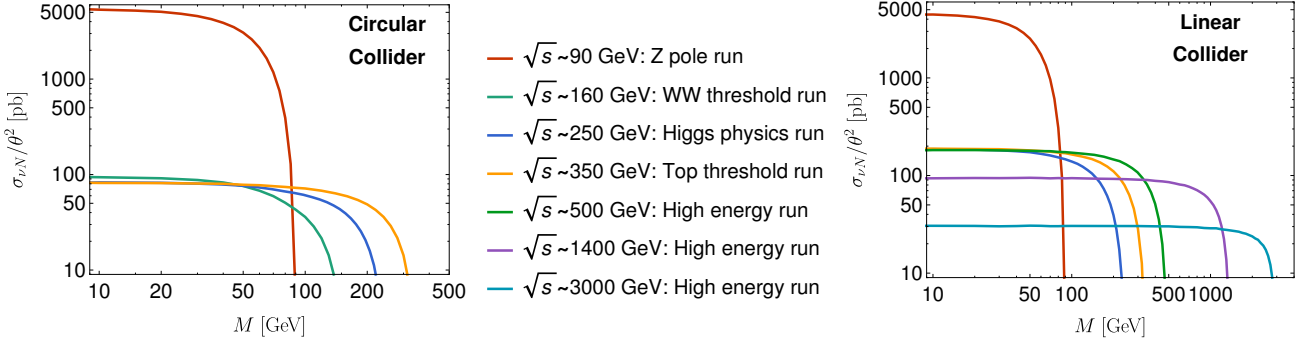 Circular
Collider
σνN/θ² [pb]
5000
1000
500
100
50
10
10
20
50
100
200
500
M [GeV]
√s ~90 GeV: Z pole run
√s ~160 GeV: WW threshold run
√s ~250 GeV: Higgs physics run
√s ~350 GeV: Top threshold run
√s ~500 GeV: High energy run
√s ~1400 GeV: High energy run
√s ~3000 GeV: High energy run
Linear
Collider
σνN/θ² [pb]
5000
1000
500
100
50
10
10
50
100
500
1000
M [GeV]